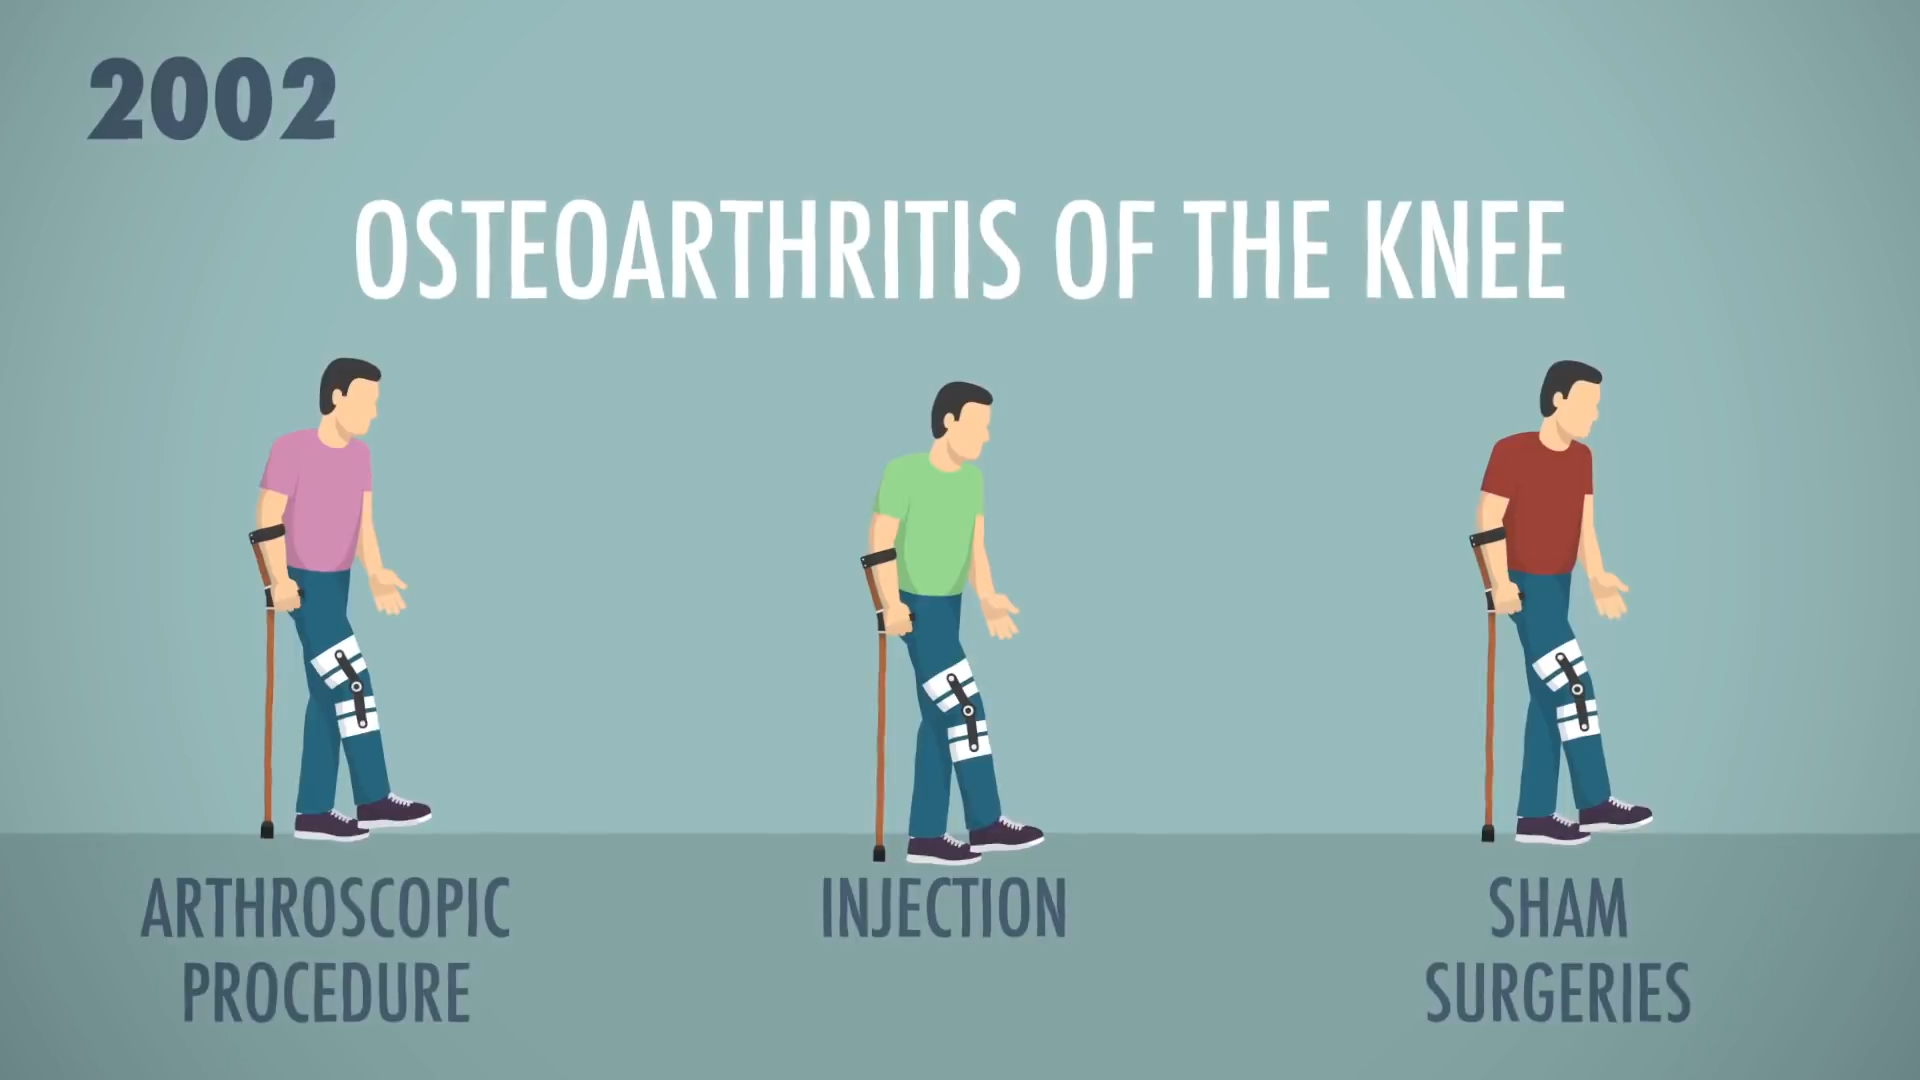 2002
OSTEOARTHRITIS OF THE KNEE
ARTHROSCOPIC
PROCEDURE
INJECTION
SHAM
SURGERIES